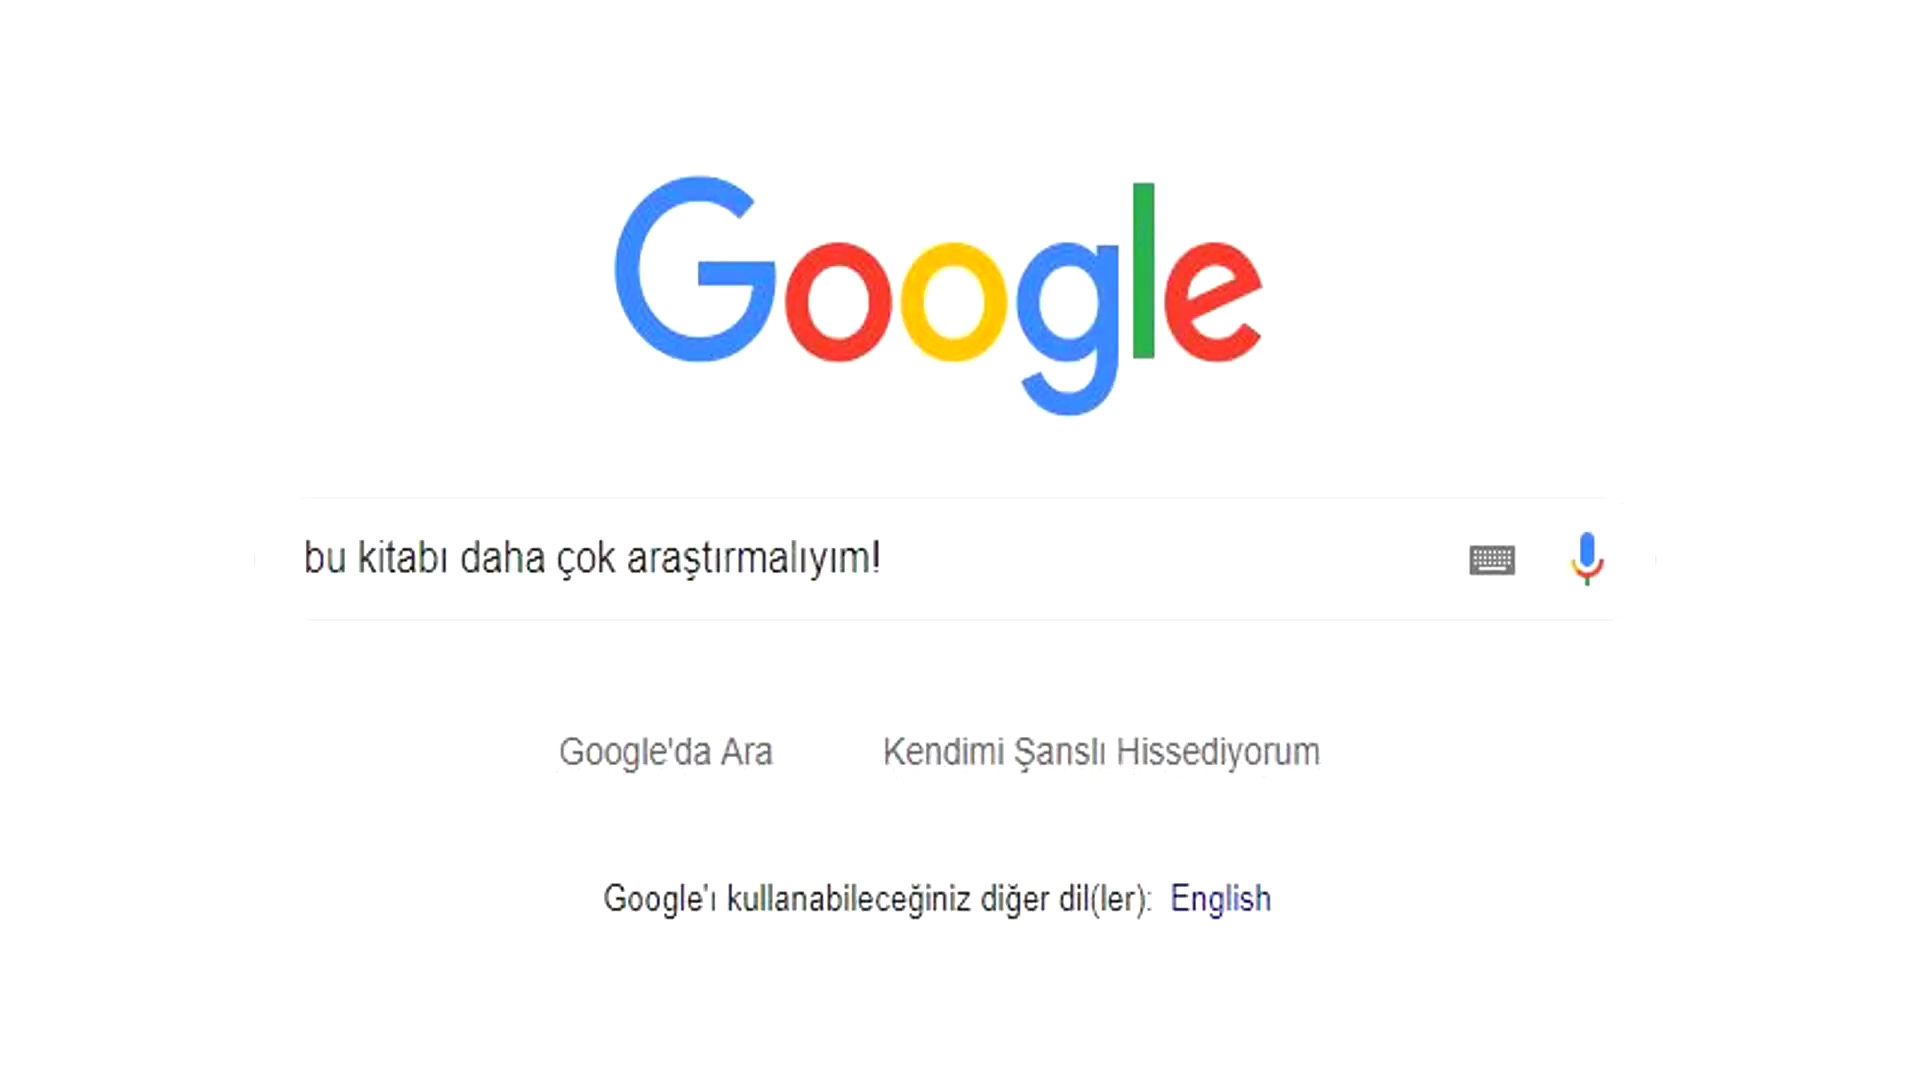 Google
bu kitabı daha çok araştırmalıyım!
Google'da Ara Kendimi Şanslı Hissediyorum
Google'ı kullanabileceğiniz diğer dil(ler): English